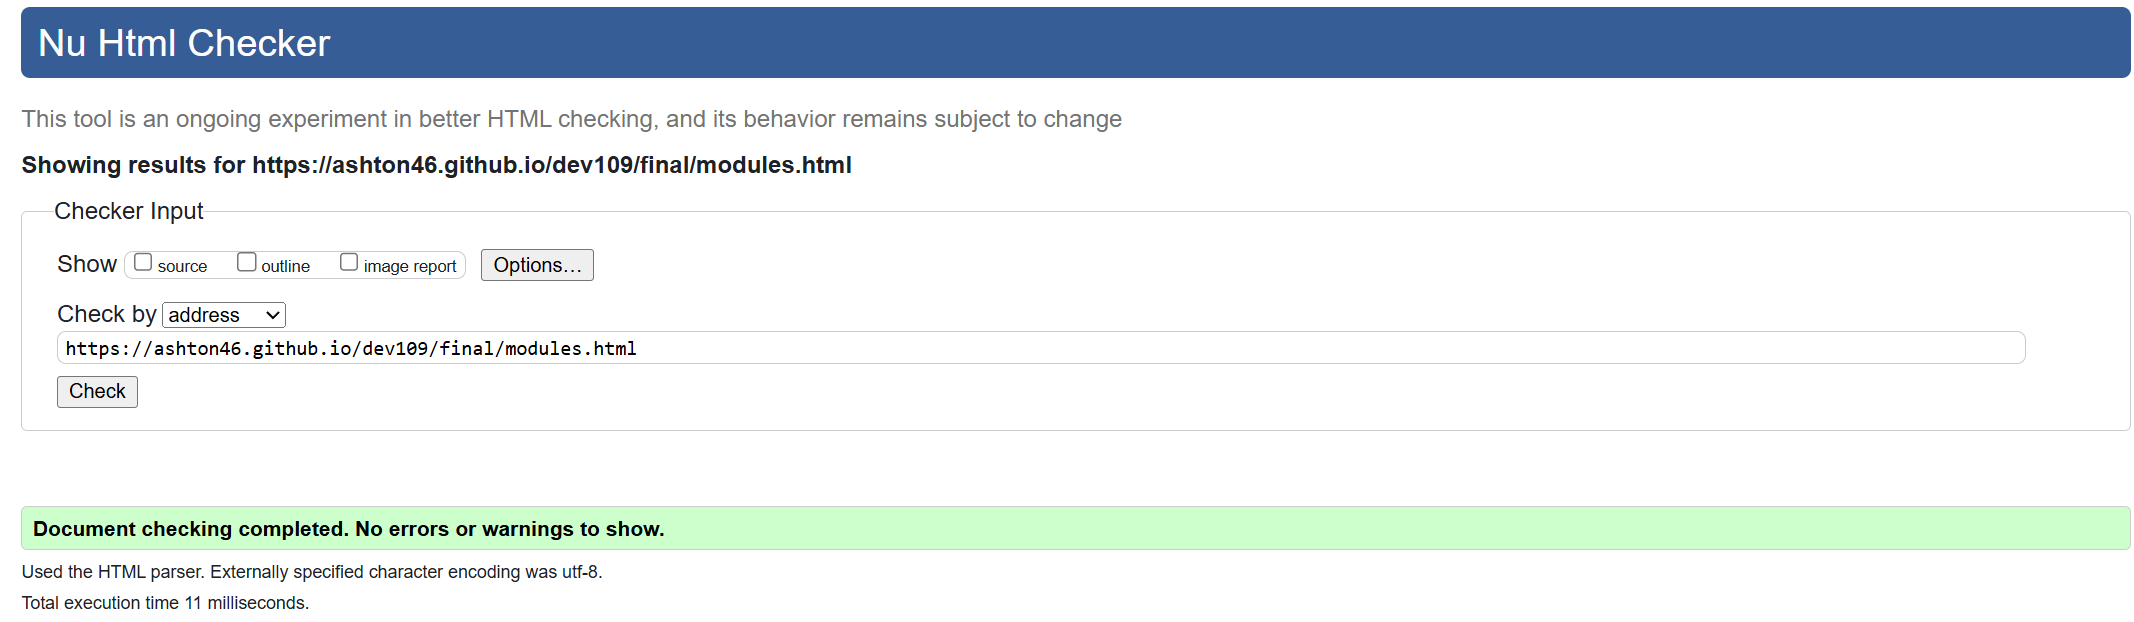 Nu Html Checker
This tool is an ongoing experiment in better HTML checking, and its behavior remains subject to change
Showing results for https://ashton46.github.io/dev109/final/modules.html
Checker Input
Show source outline image report Options...
Check by address
https://ashton46.github.io/dev109/final/modules.html
Check
Document checking completed. No errors or warnings to show.
Used the HTML parser. Externally specified character encoding was utf-8.
Total execution time 11 milliseconds.